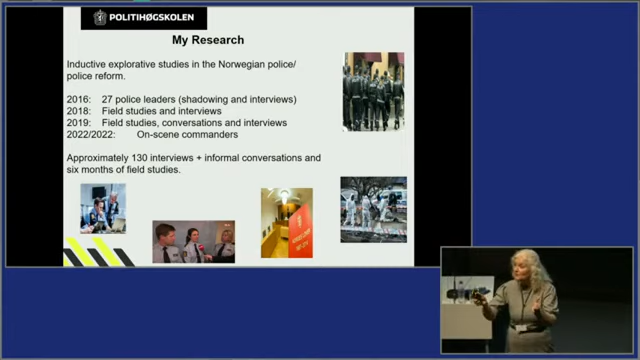 POLITIHØGSKOLEN
My Research
Inductive explorative studies in the Norwegian police/
police reform.
2016: 27 police leaders (shadowing and interviews)
2018: Field studies and interviews
2019: Field studies, conversations and interviews
2022/2022: On-scene commanders
Approximately 130 interviews + informal conversations and
six months of field studies.